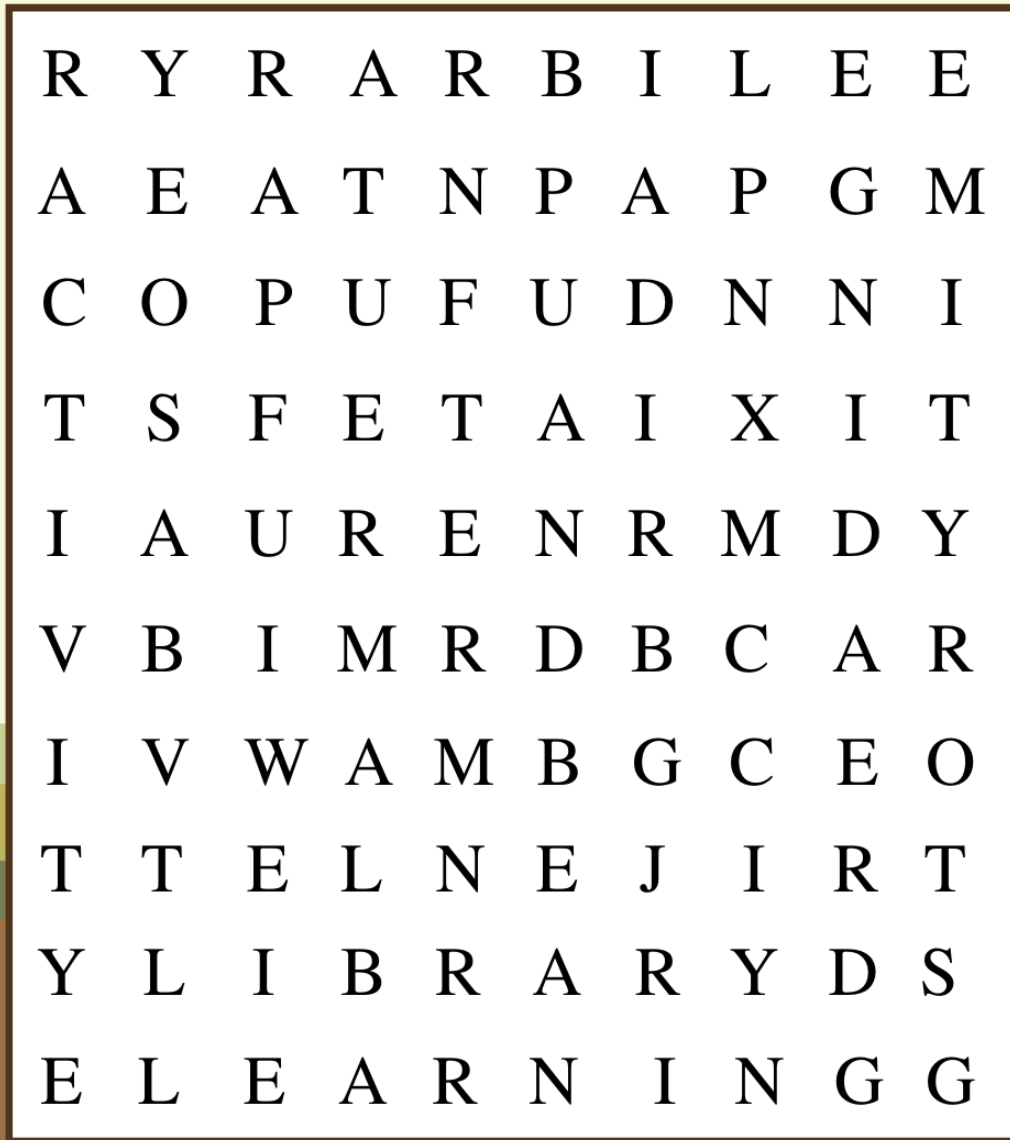 R Y R A R B I L E E
A E A T N P A P G M
C O P U F U D N N I
T S F E T A I X I T
I A U R E N R M D Y
V B I M R D B C A R
I V W A M B G C E O
T T E L N E J I R T
Y L I B R A R Y D S
E L E A R N I N G G